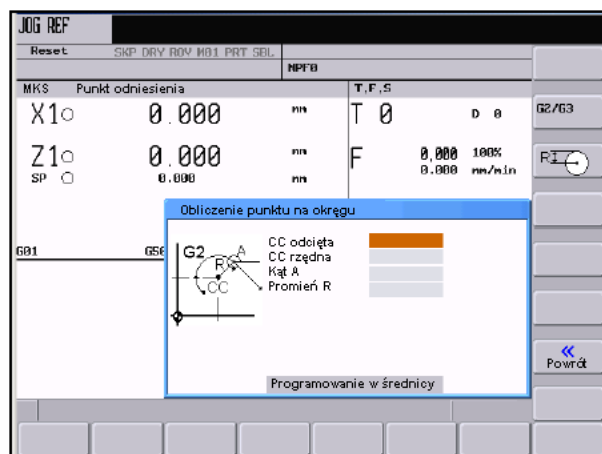 JOG REF
Reset SKP DRY ROV M01 PRT SBL
NPF0
MKS Punkt odniesienia T,F,S
X1 0.000 mm T 0 D 0
G2/G3
Z1 0.000 mm F 0,000 100%
SP 0.000 mm 0.000 mm/min
R
Obliczenie punktu na okręgu
G01 G5
G2 R A CC
CC odcięta
CC rzędna
Kąt A
Promień R
« Powrót
Programowanie w średnicy